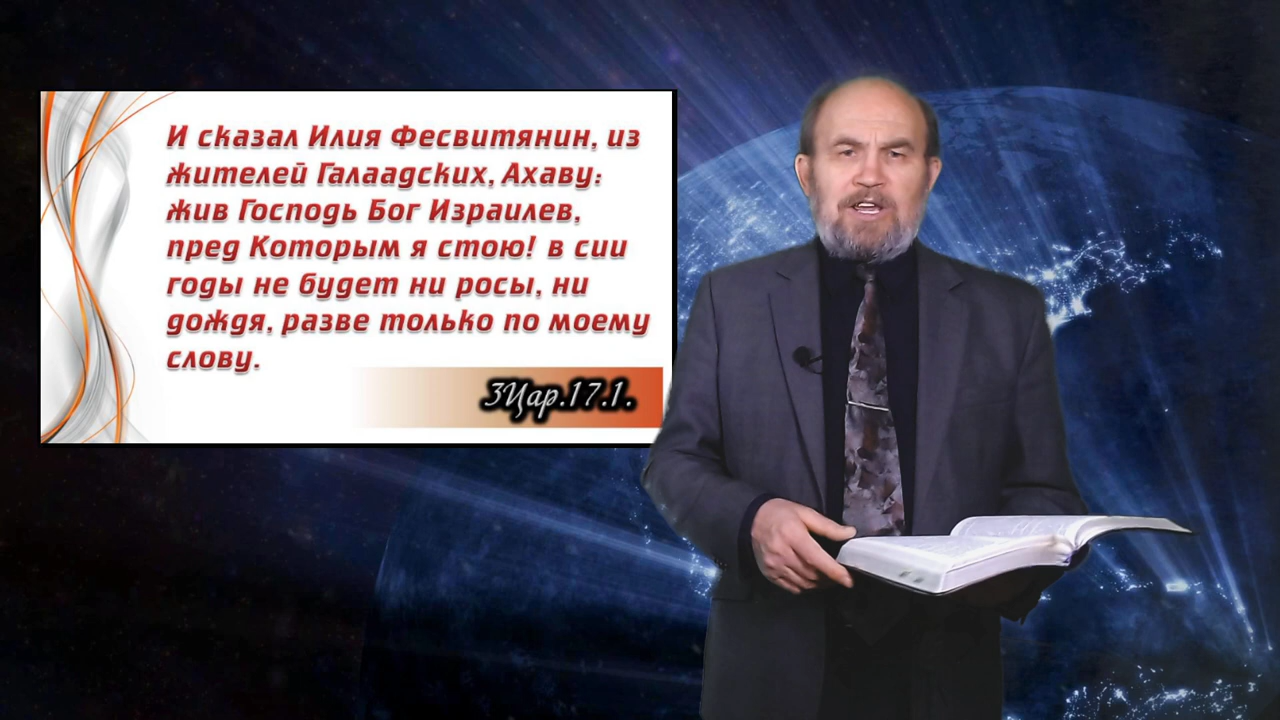 И сказал Илия Фесвитянин, из
жителей Галаадских, Ахаву:
жив Господь Бог Израилев,
пред Которым я стою! в сии
годы не будет ни росы, ни
дождя, разве только по моему
слову.
3Цар.17.1.